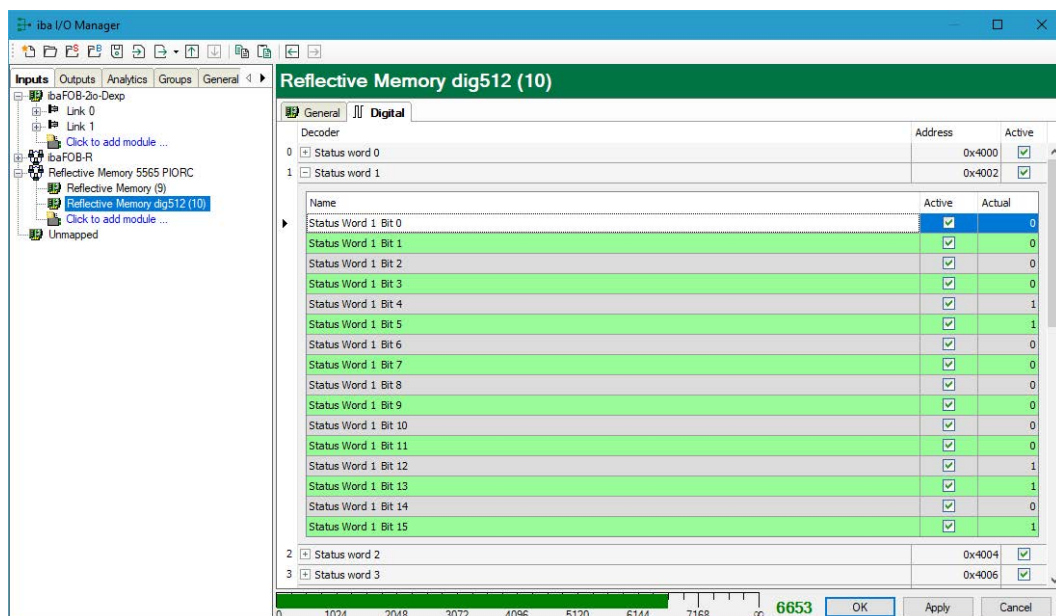 iba I/O Manager
Inputs Outputs Analytics Groups General
Reflective Memory dig512 (10)
ibaFOB-2io-Dexp
Link 0
Link 1
Click to add module ...
ibaFOB-R
Reflective Memory 5565 PIORC
Reflective Memory (9)
Reflective Memory dig512 (10)
Click to add module ...
Unmapped
General Digital
Decoder Address Active
0 Status word 0 0x4000
1 Status word 1 0x4002
Name Active Actual
Status Word 1 Bit 0 0
Status Word 1 Bit 1 0
Status Word 1 Bit 2 0
Status Word 1 Bit 3 0
Status Word 1 Bit 4 1
Status Word 1 Bit 5 1
Status Word 1 Bit 6 0
Status Word 1 Bit 7 0
Status Word 1 Bit 8 0
Status Word 1 Bit 9 0
Status Word 1 Bit 10 0
Status Word 1 Bit 11 0
Status Word 1 Bit 12 1
Status Word 1 Bit 13 1
Status Word 1 Bit 14 0
Status Word 1 Bit 15 1
2 Status word 2 0x4004
3 Status word 3 0x4006
0 1024 2048 3072 4096 5120 6144 7168 ∞ 6653 OK Apply Cancel